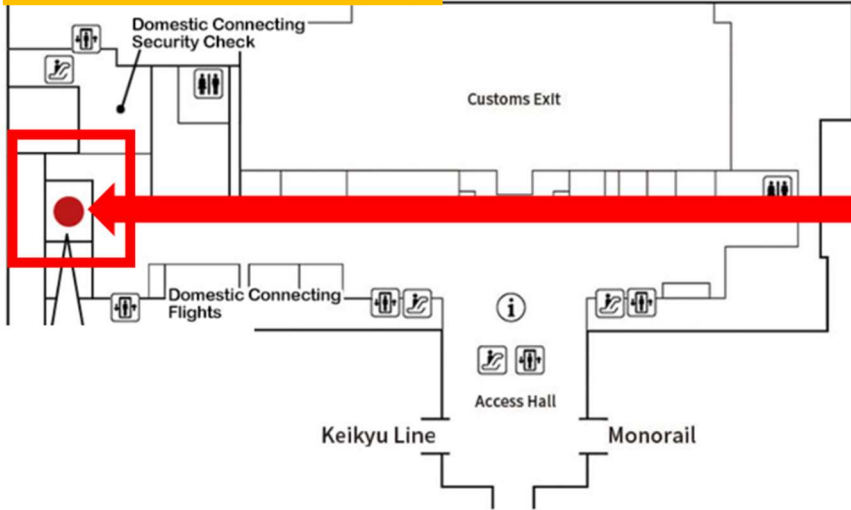 Domestic Connecting
Security Check
Customs Exit
Domestic Connecting
Flights
i
Access Hall
Keikyu Line
Monorail